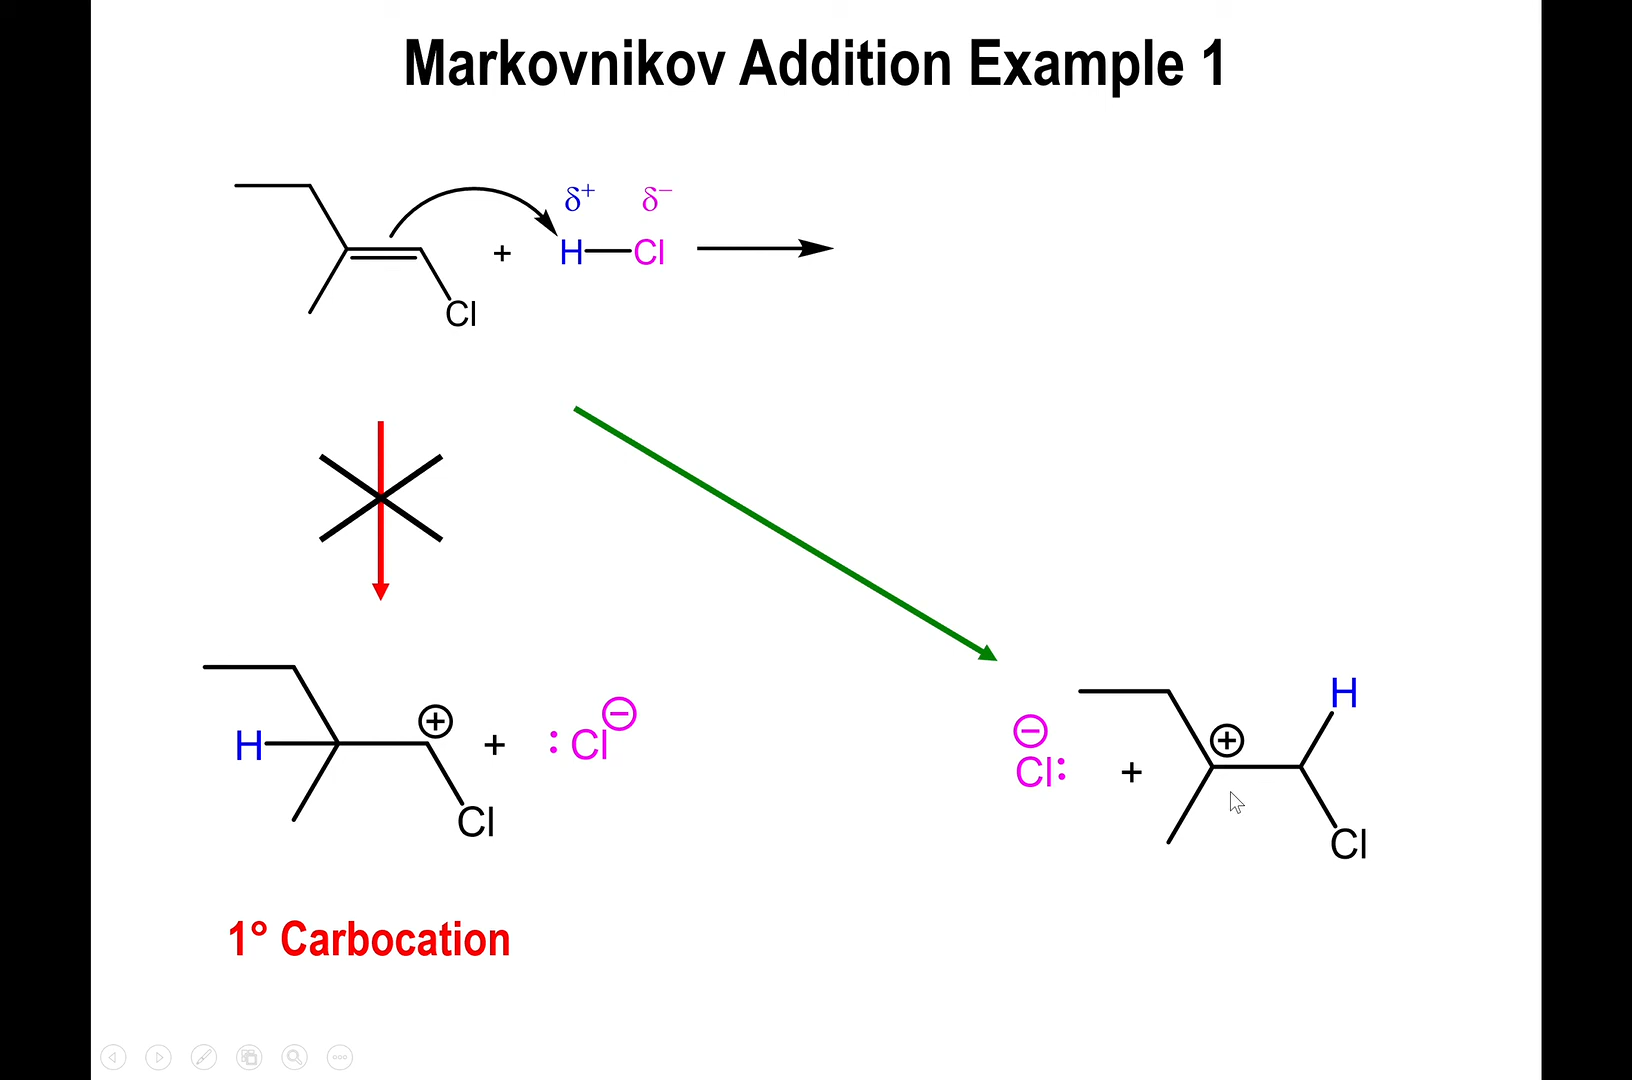 Markovnikov Addition Example 1
δ+ δ−
+ H Cl
Cl
H ⊕ + :Cl ⊖
Cl
⊖ Cl: + ⊕ H
Cl
1° Carbocation